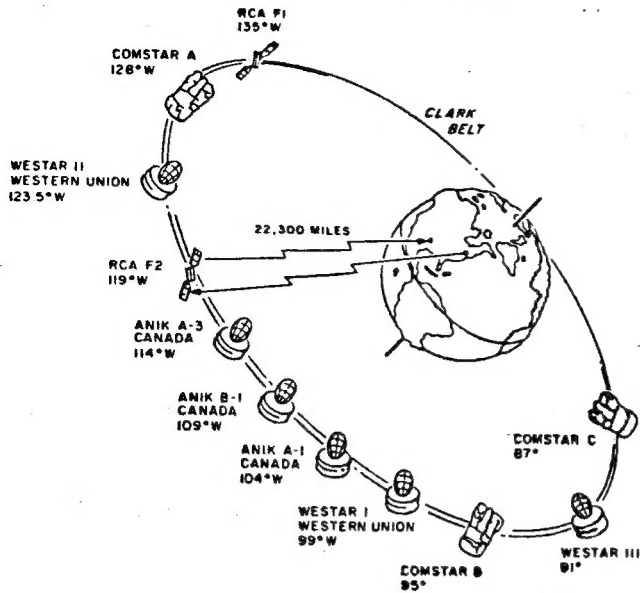 RCA F1
135°W
COMSTAR A
128°W
CLARK
BELT
WESTAR II
WESTERN UNION
123.5°W
22,300 MILES
RCA F2
119°W
ANIK A-3
CANADA
114°W
ANIK B-1
CANADA
109°W
ANIK A-1
CANADA
104°W
COMSTAR C
87°
WESTAR I
WESTERN UNION
99°W
WESTAR III
91°
COMSTAR B
95°